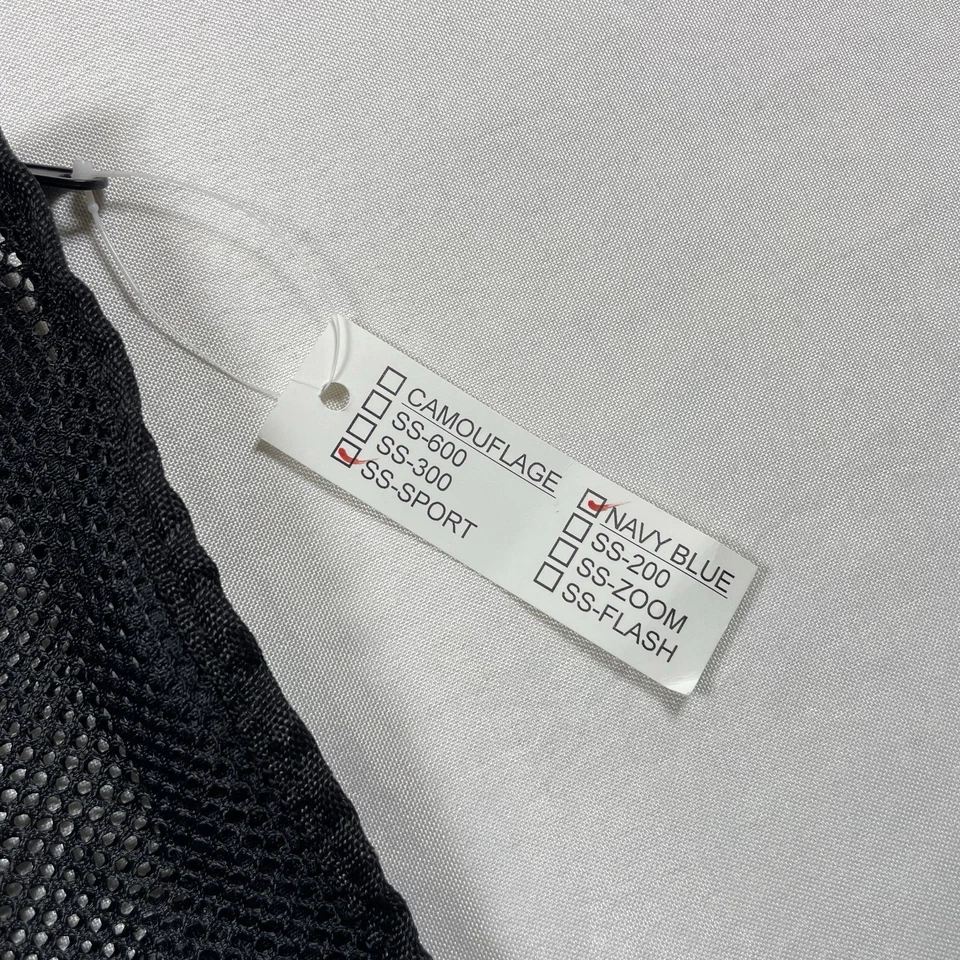 CAMOUFLAGE
SS-600
SS-300
SS-SPORT
NAVY BLUE
SS-200
SS-ZOOM
SS-FLASH